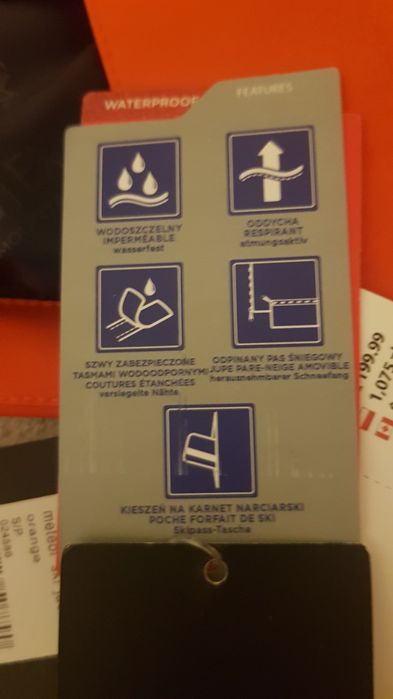 WATERPROOF
FEATURES
WODOSZCZELNY
IMPERMÉABLE
wasserfest
ODDYCHA
RESPIRANT
atmungsaktiv
SZWY ZABEZPIECZONE
TASMAMI WODOODPORNYMI
COUTURES ÉTANCHÉES
versiegelte Nähte
ODPINANY PAS ŚNIEGOWY
JUPE PARE-NEIGE AMOVIBLE
herausnehmbarer Schneefang
KIESZEŃ NA KARNET NARCIARSKI
POCHE FORFAIT DE SKI
Skipass-Tasche
199.99
1,075
meteor ski
orange
S/P